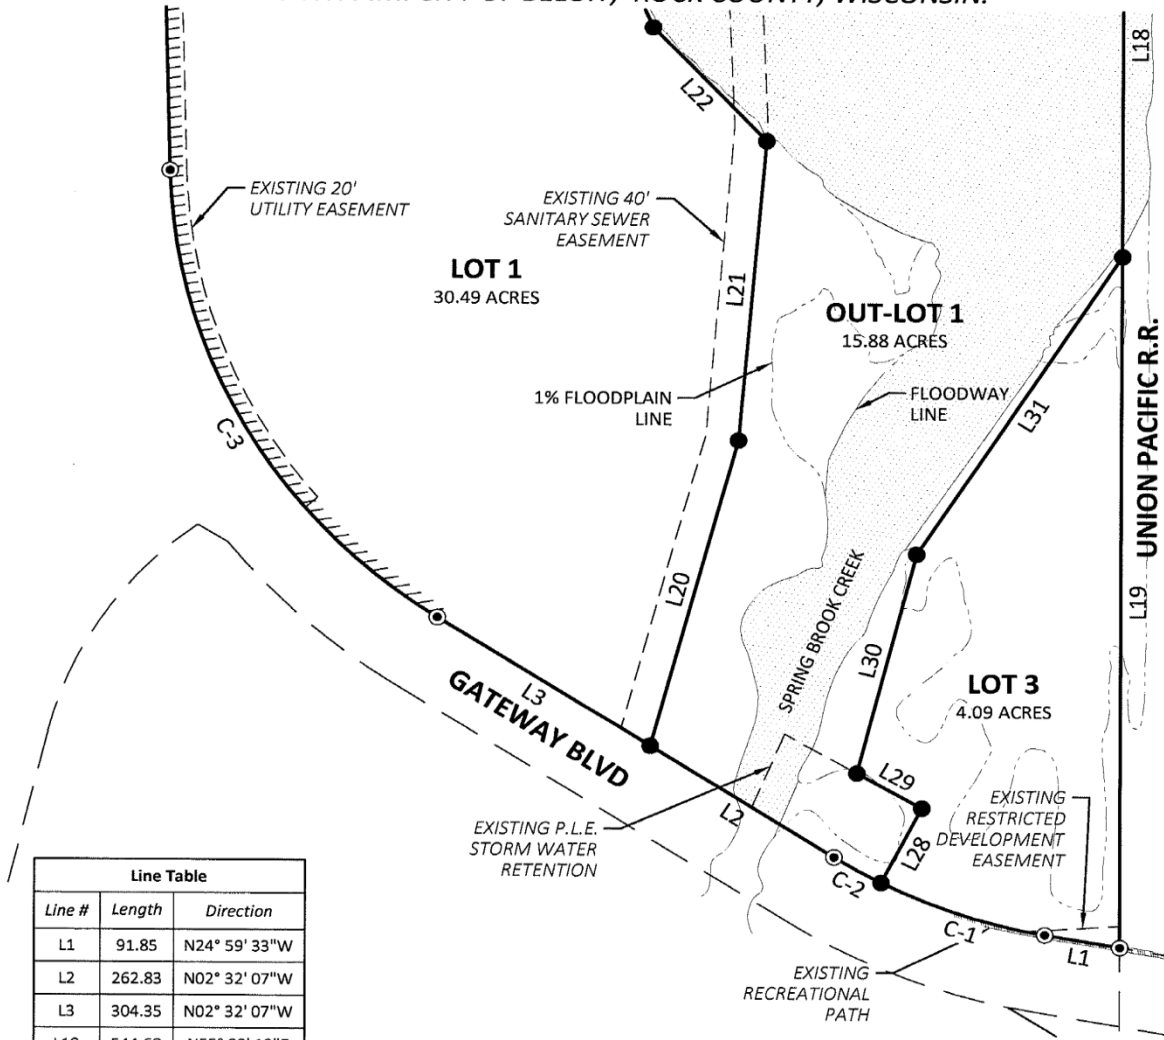 ROCK COUNTY, WISCONSIN.
L18
L22
EXISTING 20'
UTILITY EASEMENT
EXISTING 40'
SANITARY SEWER
EASEMENT
LOT 1
30.49 ACRES
L21
OUT-LOT 1
15.88 ACRES
UNION PACIFIC R.R.
1% FLOODPLAIN
LINE
FLOODWAY
LINE
L31
C-3
L20
SPRING BROOK CREEK
L19
L30
LOT 3
4.09 ACRES
L3
GATEWAY BLVD
L29
L2
EXISTING
RESTRICTED
DEVELOPMENT
EASEMENT
EXISTING P.L.E.
STORM WATER
RETENTION
L28
C-2
C-1
L1
EXISTING
RECREATIONAL
PATH
Line Table
Line # Length Direction
L1 91.85 N24° 59' 33"W
L2 262.83 N02° 32' 07"W
L3 304.35 N02° 32' 07"W